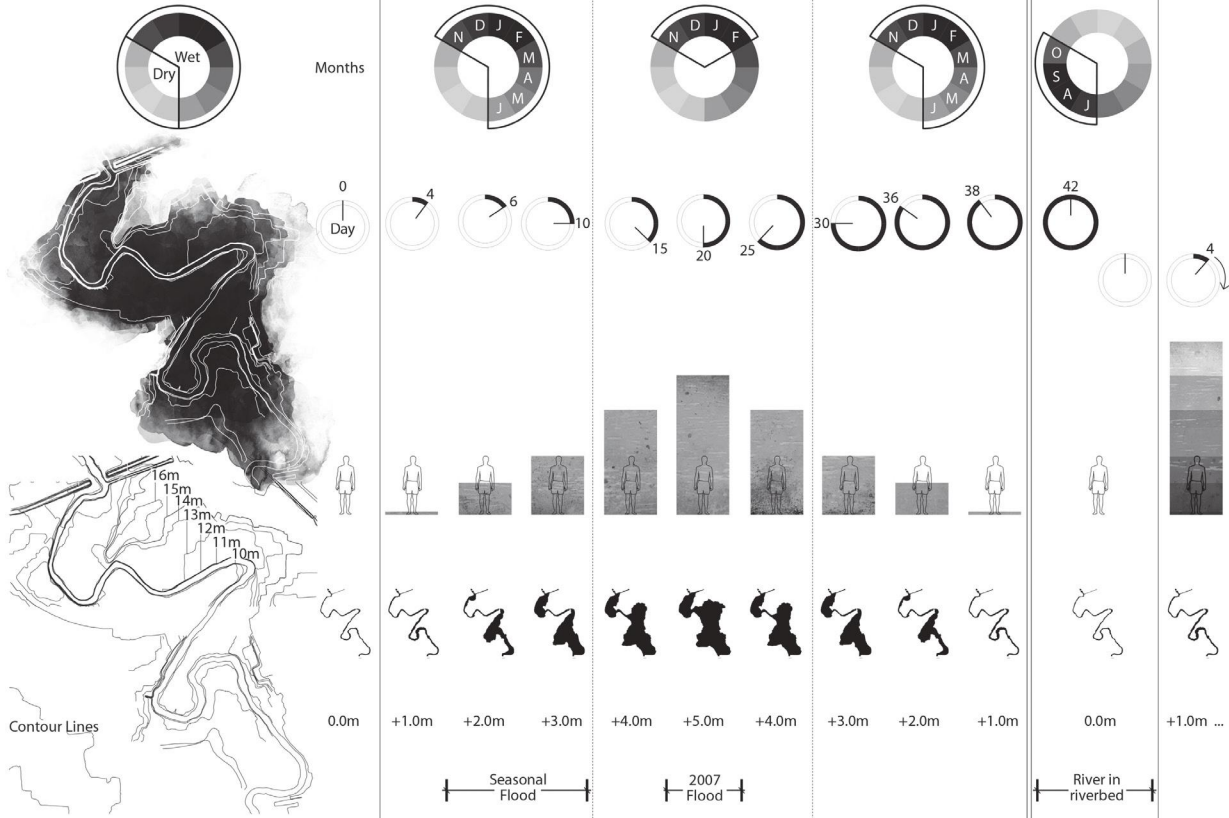 Wet
Dry
Months
N D J F M A M J
N D J F
N D J F M A M J
O S A J
0
Day
4
6
10
15
20
25
30
36
38
42
4
16m
15m
14m
13m
12m
11m
10m
Contour Lines
0.0m
+1.0m
+2.0m
+3.0m
+4.0m
+5.0m
+4.0m
+3.0m
+2.0m
+1.0m
0.0m
+1.0m ...
Seasonal
Flood
2007
Flood
River in
riverbed